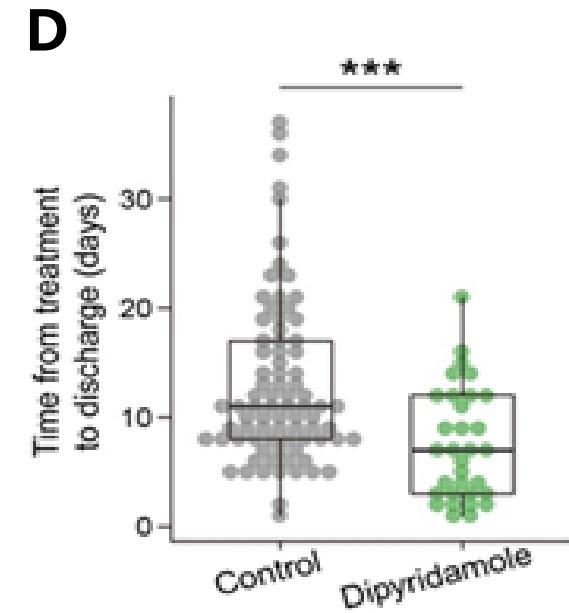 D
***
Time from treatment
to discharge (days)
30
20
10
0
Control
Dipyridamole